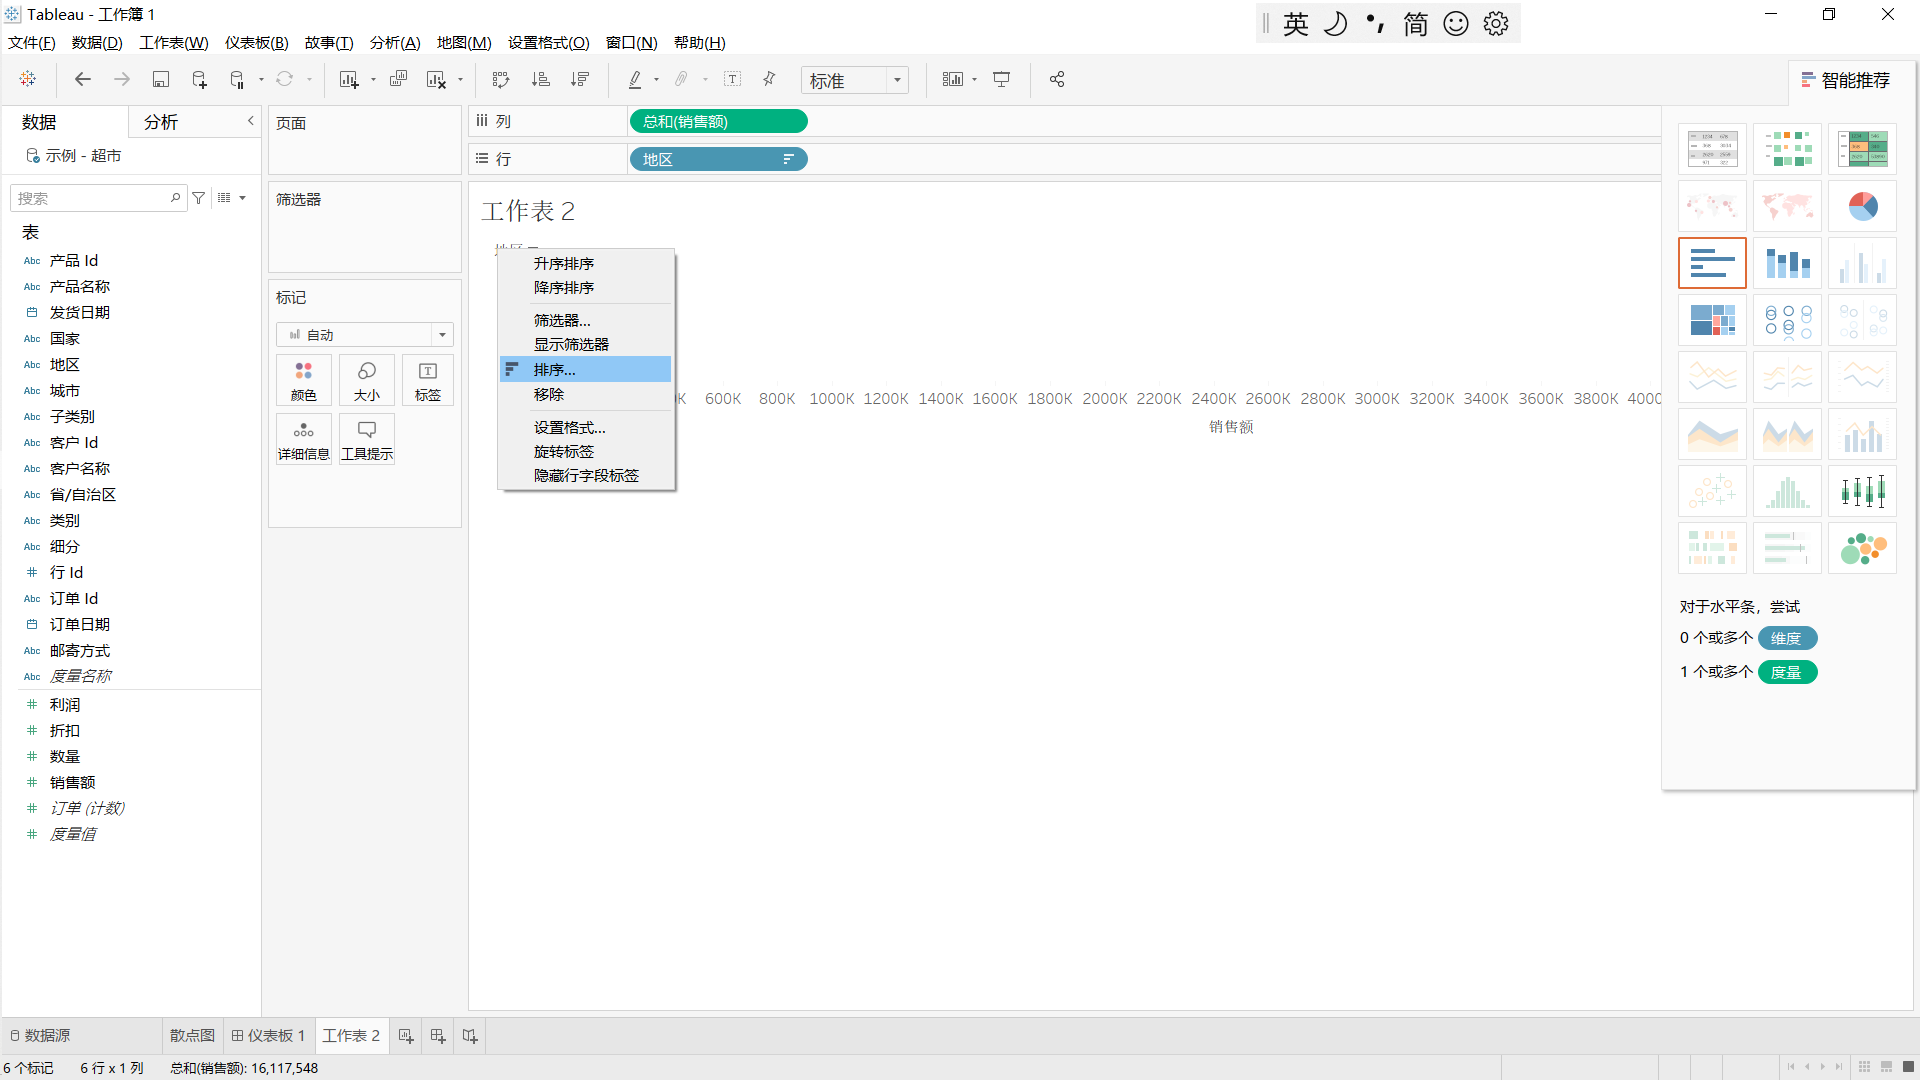 Tableau - 工作簿 1
英 简
文件(F) 数据(D) 工作表(W) 仪表板(B) 故事(T) 分析(A) 地图(M) 设置格式(O) 窗口(N) 帮助(H)
标准
智能推荐
数据 分析
示例 - 超市
搜索
表
产品 Id
产品名称
发货日期
国家
地区
城市
子类别
客户 Id
客户名称
省/自治区
类别
细分
行 Id
订单 Id
订单日期
邮寄方式
度量名称
利润
折扣
数量
销售额
订单 (计数)
度量值
页面
筛选器
标记
自动
颜色 大小 标签
详细信息 工具提示
列 总和(销售额)
行 地区
工作表 2
升序排序
降序排序
筛选器...
显示筛选器
排序...
移除
设置格式...
旋转标签
隐藏行字段标签
600K 800K 1000K 1200K 1400K 1600K 1800K 2000K 2200K 2400K 2600K 2800K 3000K 3200K 3400K 3600K 3800K
销售额
对于水平条，尝试
0 个或多个 维度
1 个或多个 度量
数据源 散点图 仪表板 1 工作表 2
6 个标记 6 行 x 1 列 总和(销售额): 16,117,548